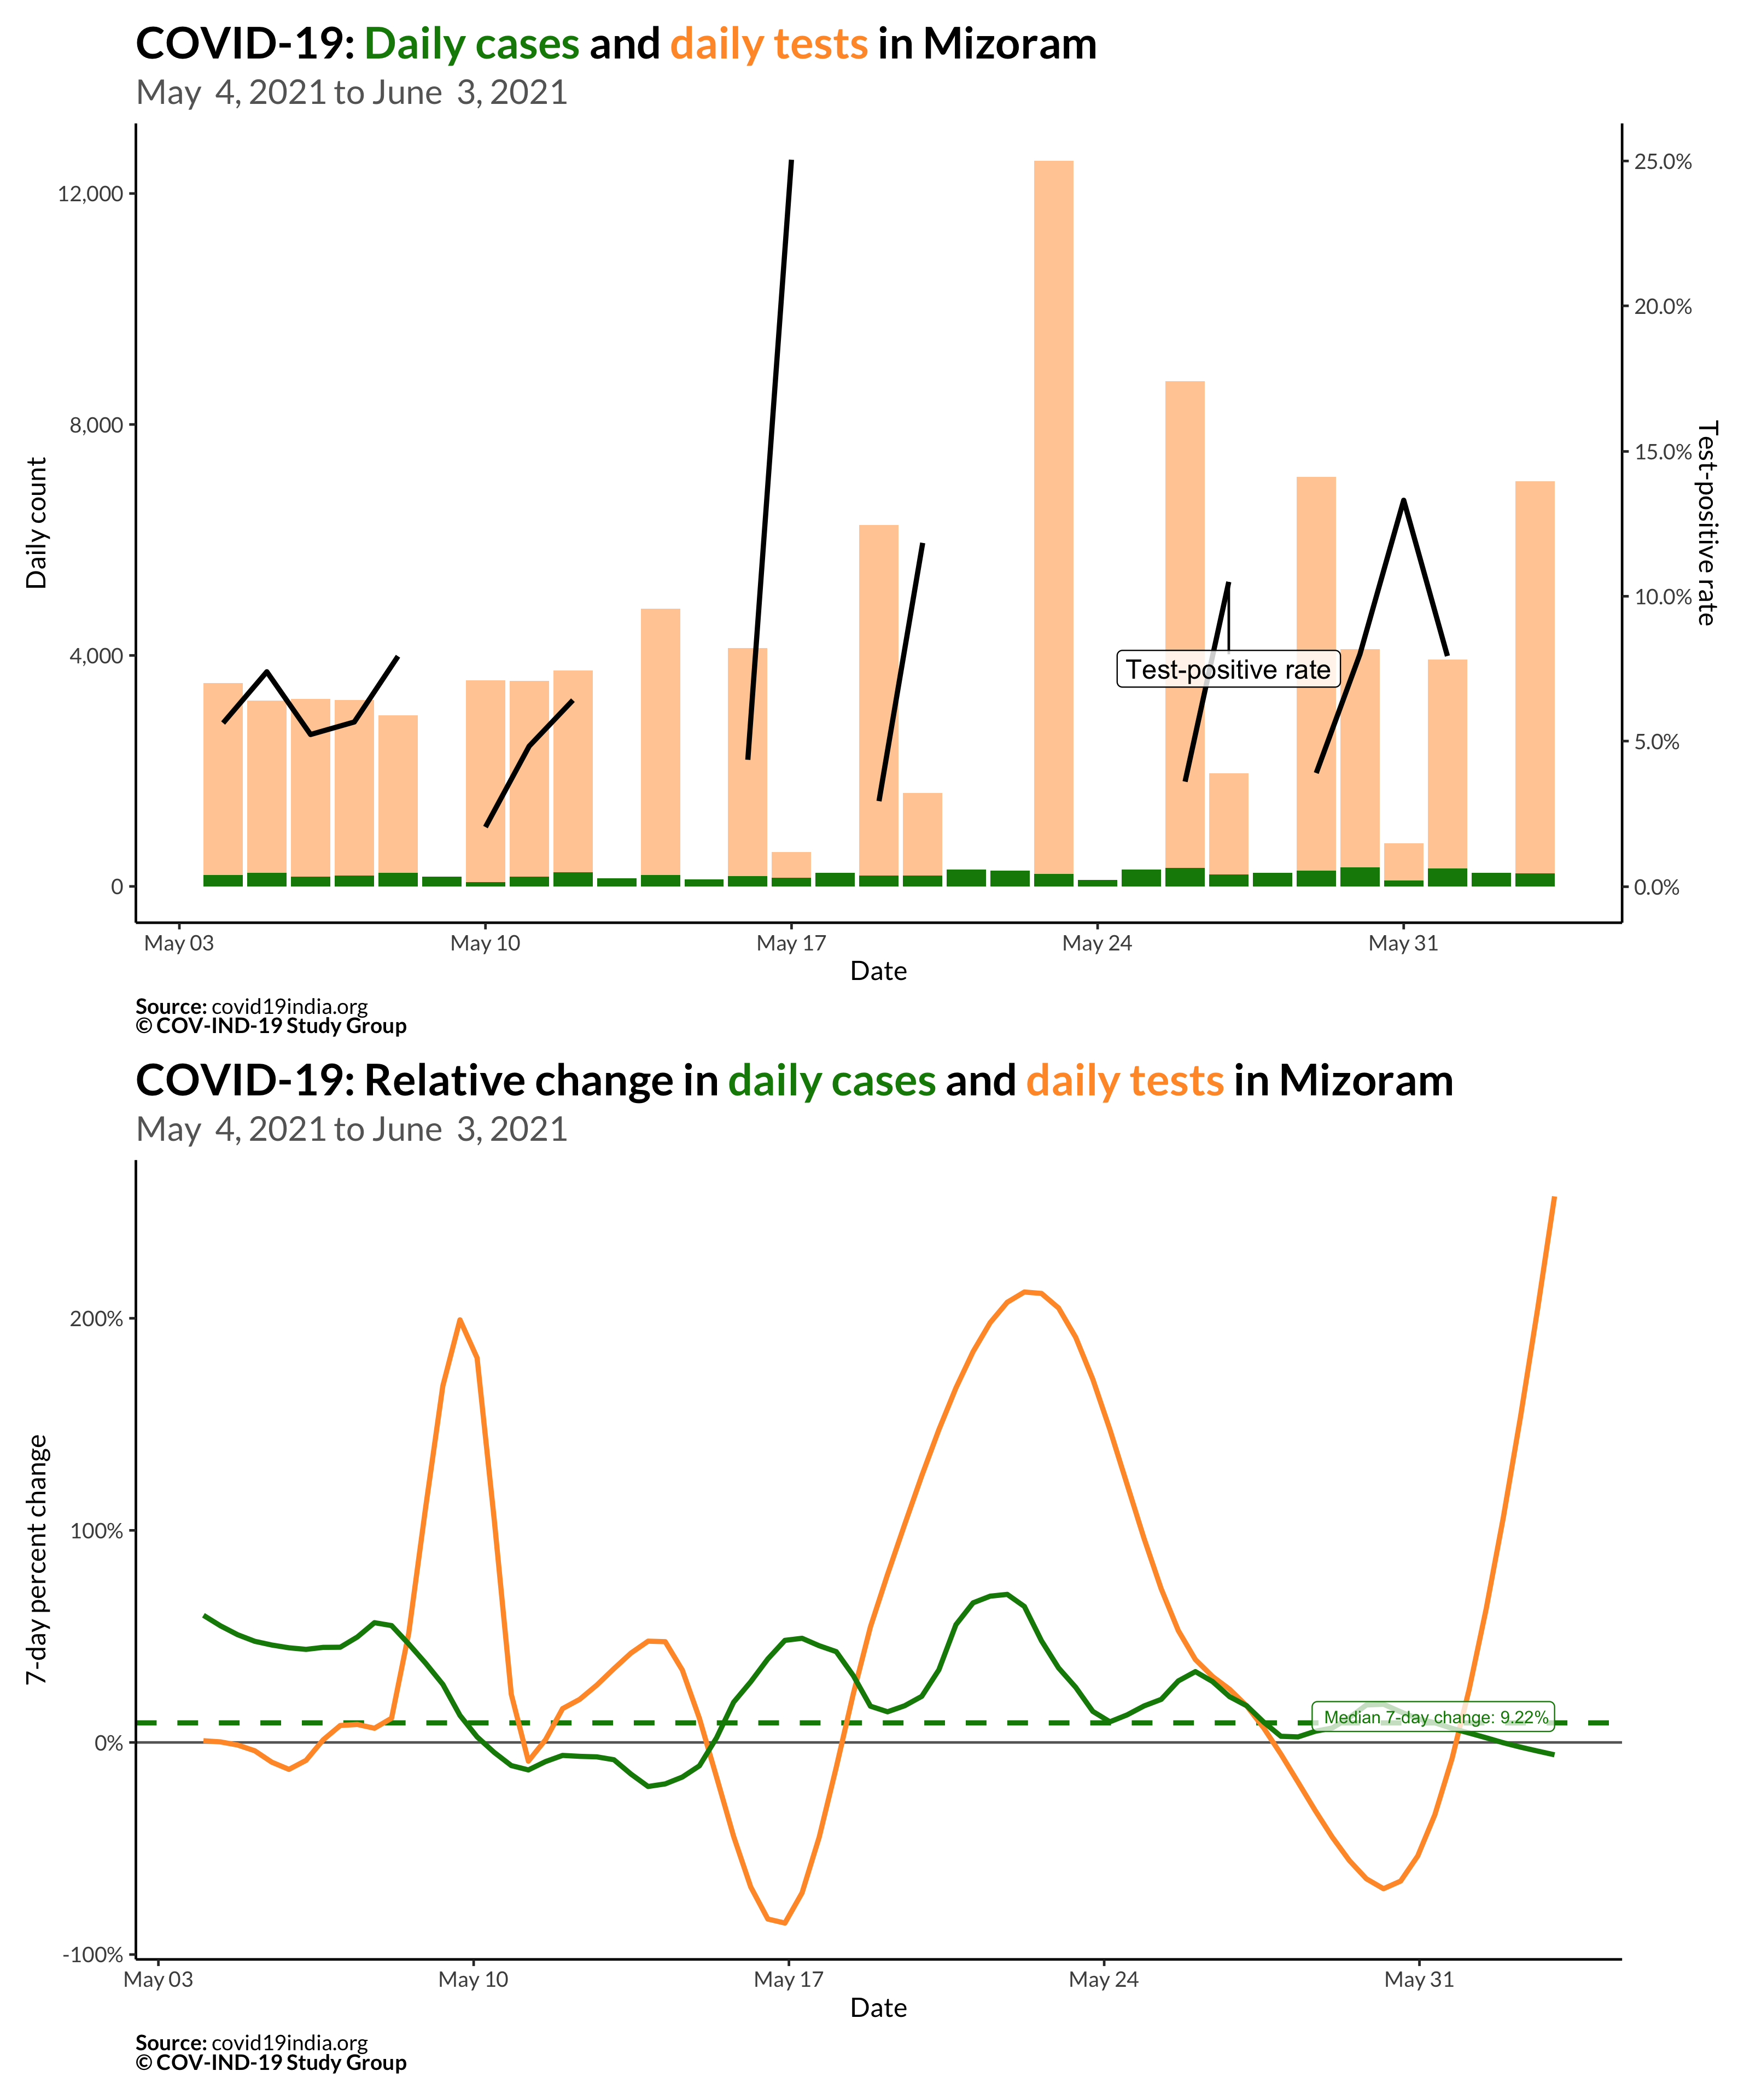 COVID-19: Daily cases and daily tests in Mizoram
May 4, 2021 to June 3, 2021
12,000
8,000
4,000
0
Daily count
25.0%
20.0%
15.0%
10.0%
5.0%
0.0%
Test-positive rate
Test-positive rate
May 03
May 10
May 17
May 24
May 31
Date
Source: covid19india.org
© COV-IND-19 Study Group
COVID-19: Relative change in daily cases and daily tests in Mizoram
May 4, 2021 to June 3, 2021
200%
100%
0%
-100%
7-day percent change
Median 7-day change: 9.22%
May 03
May 10
May 17
May 24
May 31
Date
Source: covid19india.org
© COV-IND-19 Study Group